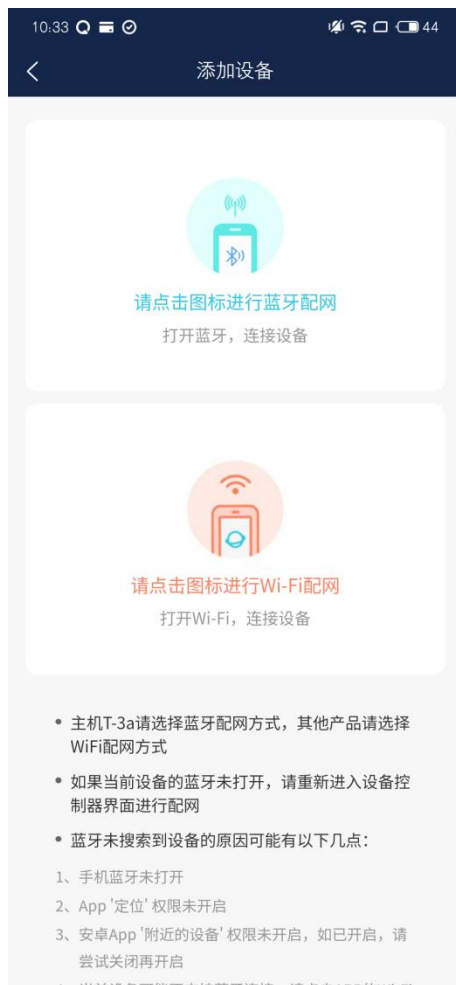 10:33
44
添加设备
请点击图标进行蓝牙配网
打开蓝牙，连接设备
请点击图标进行Wi-Fi配网
打开Wi-Fi，连接设备
• 主机T-3a请选择蓝牙配网方式，其他产品请选择
WiFi配网方式
• 如果当前设备的蓝牙未打开，请重新进入设备控
制器界面进行配网
• 蓝牙未搜索到设备的原因可能有以下几点：
1、手机蓝牙未打开
2、App '定位' 权限未开启
3、安卓App '附近的设备' 权限未开启，如已开启，请
尝试关闭再开启